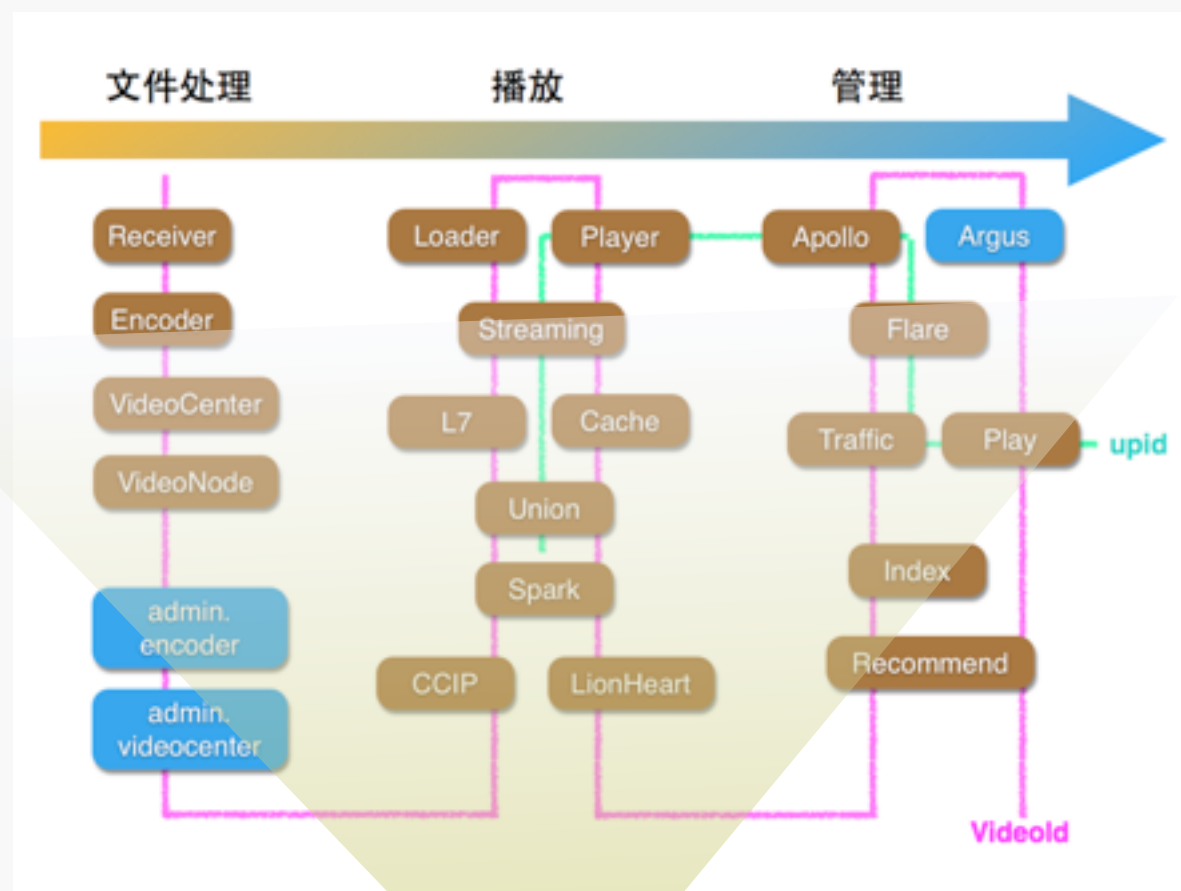 文件处理
播放
管理
Receiver
Encoder
VideoCenter
VideoNode
admin.
encoder
admin.
videocenter
Loader
Player
Streaming
L7
Cache
Union
Spark
CCIP
LionHeart
Apollo
Argus
Flare
Traffic
Play
upid
Index
Recommend
VideoId